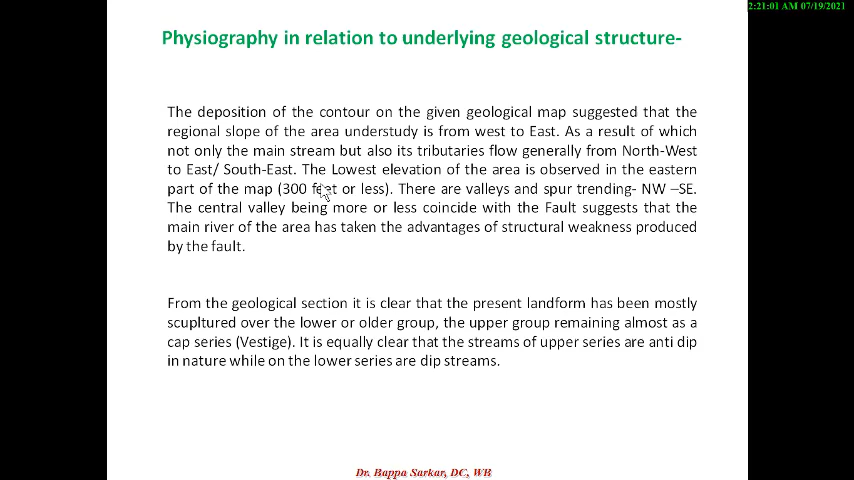 2:21:01 AM 07/19/2021
Physiography in relation to underlying geological structure-
The deposition of the contour on the given geological map suggested that the
regional slope of the area understudy is from west to East. As a result of which
not only the main stream but also its tributaries flow generally from North-West
to East/ South-East. The Lowest elevation of the area is observed in the eastern
part of the map (300 feet or less). There are valleys and spur trending- NW –SE.
The central valley being more or less coincide with the Fault suggests that the
main river of the area has taken the advantages of structural weakness produced
by the fault.
From the geological section it is clear that the present landform has been mostly
scupltured over the lower or older group, the upper group remaining almost as a
cap series (Vestige). It is equally clear that the streams of upper series are anti dip
in nature while on the lower series are dip streams.
Dr. Bappa Sarkar, DC, WB